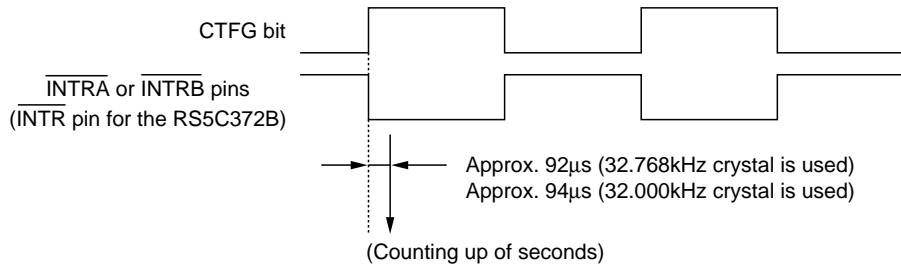 CTFG bit
INTRA or INTRB pins
(INTR pin for the RS5C372B)
Approx. 92μs (32.768kHz crystal is used)
Approx. 94μs (32.000kHz crystal is used)
(Counting up of seconds)